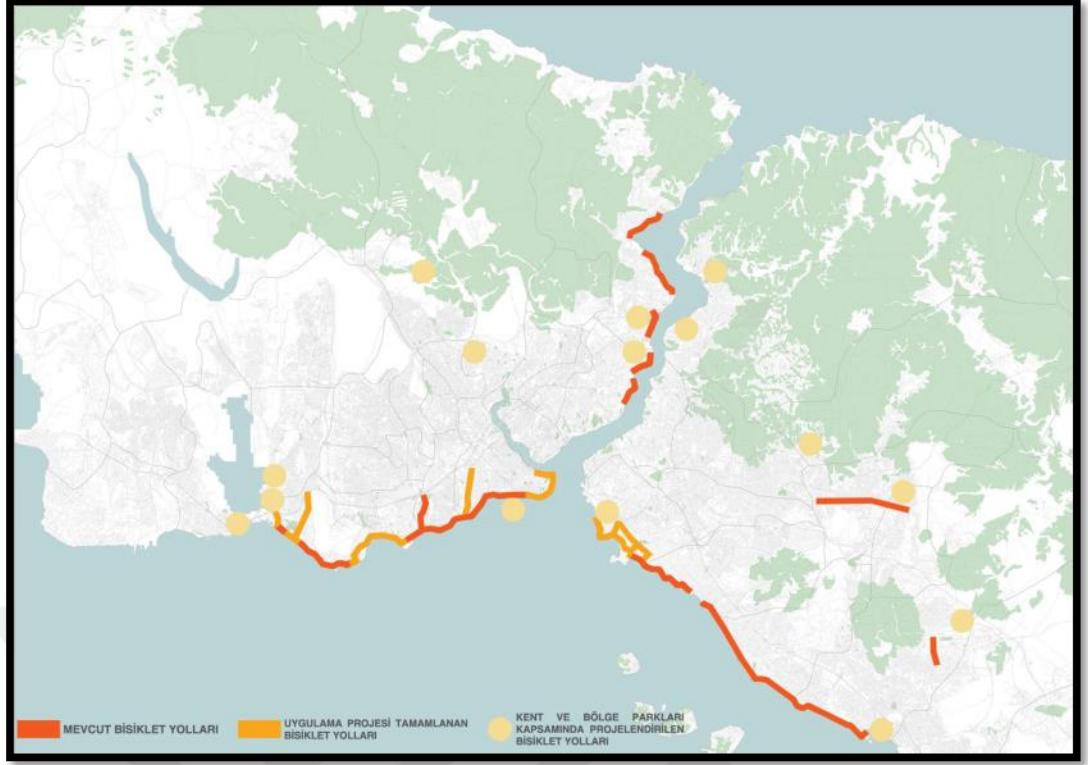 MEVCUT BİSİKLET YOLLARI
UYGULAMA PROJESİ TAMAMLANAN
BİSİKLET YOLLARI
KENT VE BÖLGE PARKLARI
KAPSAMINDA PROJELENDİRİLEN
BİSİKLET YOLLARI